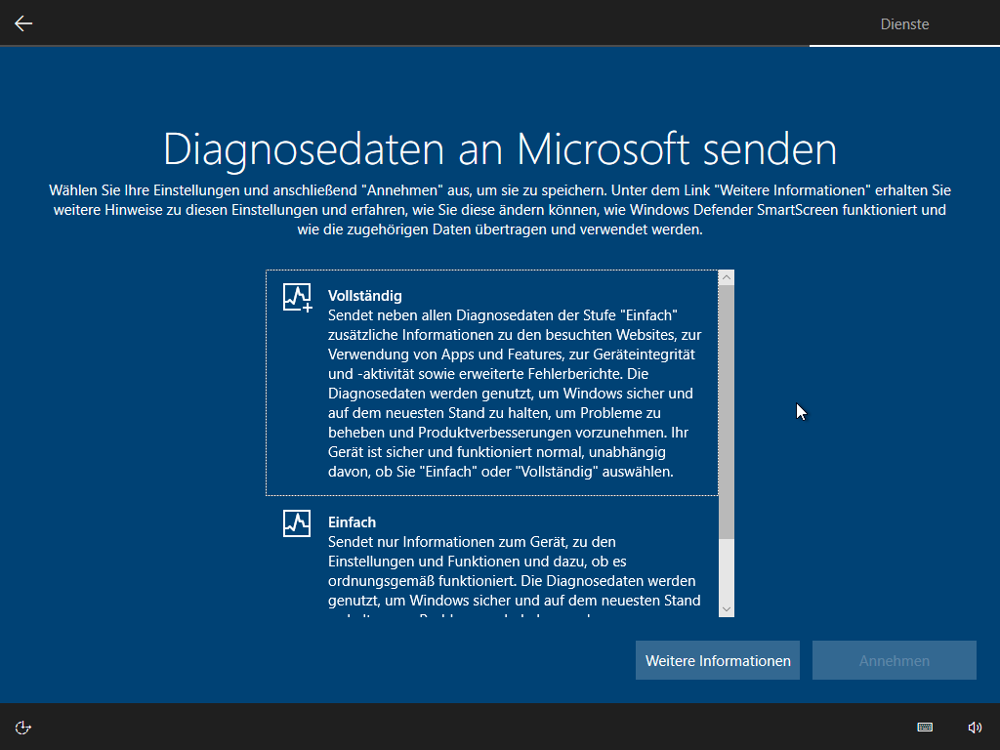 Dienste
Diagnosedaten an Microsoft senden
Wählen Sie Ihre Einstellungen und anschließend "Annehmen" aus, um sie zu speichern. Unter dem Link "Weitere Informationen" erhalten Sie
weitere Hinweise zu diesen Einstellungen und erfahren, wie Sie diese ändern können, wie Windows Defender SmartScreen funktioniert und
wie die zugehörigen Daten übertragen und verwendet werden.
Vollständig
Sendet neben allen Diagnosedaten der Stufe "Einfach"
zusätzliche Informationen zu den besuchten Websites, zur
Verwendung von Apps und Features, zur Geräteintegrität
und -aktivität sowie erweiterte Fehlerberichte. Die
Diagnosedaten werden genutzt, um Windows sicher und
auf dem neuesten Stand zu halten, um Probleme zu
beheben und Produktverbesserungen vorzunehmen. Ihr
Gerät ist sicher und funktioniert normal, unabhängig
davon, ob Sie "Einfach" oder "Vollständig" auswählen.
Einfach
Sendet nur Informationen zum Gerät, zu den
Einstellungen und Funktionen und dazu, ob es
ordnungsgemäß funktioniert. Die Diagnosedaten werden
genutzt, um Windows sicher und auf dem neuesten Stand
Weitere Informationen
Annehmen